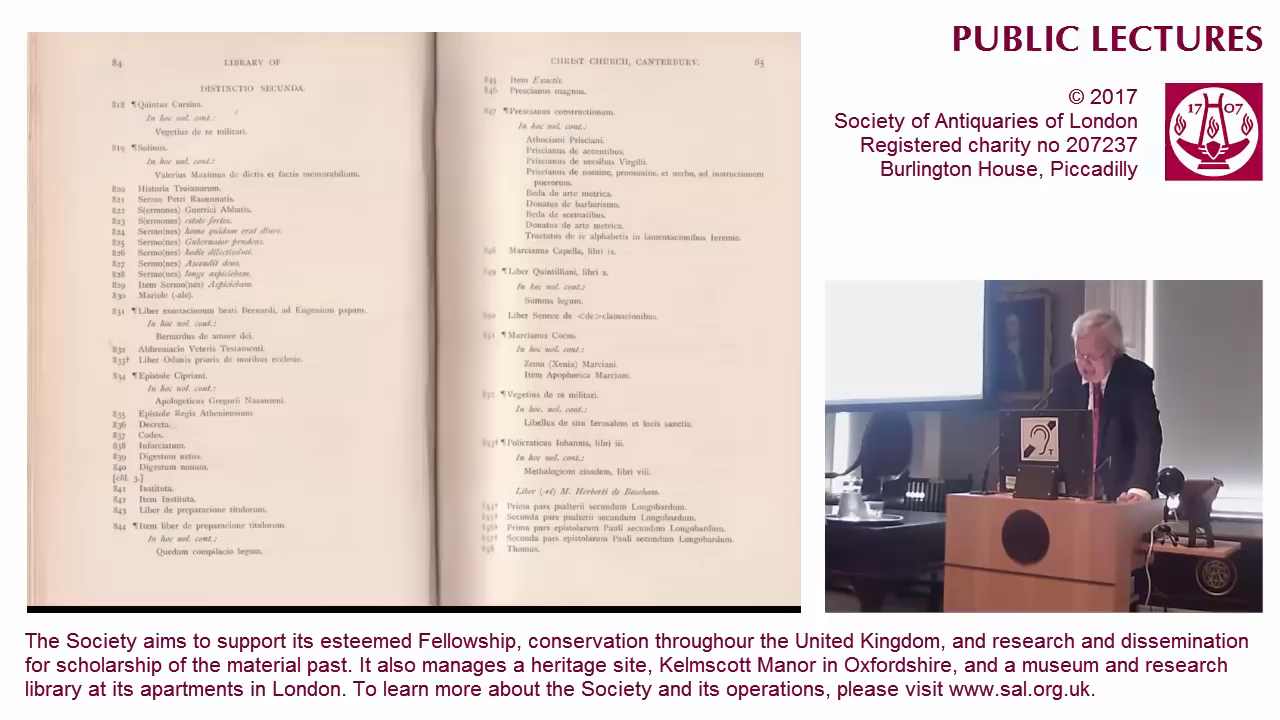 84 LIBRARY OF
DISTINCTIO SECUNDA.
818 ¶Quintus Cursius.
In hoc uol. cont.:
Vegetius de re militari.
819 ¶Solinus.
In hoc uol. cont.:
Valerius Maximus de dictis et factis memorabilium.
820 Historia Troianorum.
821 Sermo Petri Rauennatis.
822 S(ermones) Guerrici Abbatis.
823 S(ermones) estote fortes.
824 Sermo(nes) homo quidam erat diues.
825 Sermo(nes) Gubernator prudens.
826 Sermo(nes) hodie dilectissimi.
827 Sermo(nes) Ascendit deus.
828 Sermo(nes) longe aspiciebam.
829 Item Sermo(nes) Aspiciebam.
830 Mariole (-ale).
831 ¶Liber exortacionum beati Bernardi, ad Eugenium papam.
In hoc uol. cont.:
Bernardus de amore dei.
832 Abbreuiacio Veteris Testamenti.
833† Liber Odonis prioris de moribus ecclesie.
834 ¶Epistole Cipriani.
In hoc uol. cont.:
Apologeticus Gregorii Nazanzeni.
835 Epistole Regis Atheniensium.
836 Decreta.
837 Codex.
838 Inforciatum.
839 Digestum uetus.
840 Digestum nouum.
[col. 3.]
841 Instituta.
842 Item Instituta.
843 Liber de preparacione titulorum.
844 ¶Item liber de preparacione titulorum.
In hoc uol. cont.:
Quedam compilacio legum.
CHRIST CHURCH, CANTERBURY. 85
845 Item Exactis.
846 Prescianus magnus.
847 ¶Prescianus constructionum.
In hoc uol. cont.:
Athociani Prisciani.
Priscianus de accentibus.
Priscianus de uersibus Virgilii.
Priscianus de nomine, pronomine, et uerbo, ad instructionem
puerorum.
Beda de arte metrica.
Donatus de barbarismo.
Beda de scematibus.
Donatus de arte metrica.
Tractatus de iv alphabetis in lamentacionibus Ieremie.
848 Marcianus Capella, libri ix.
849 ¶Liber Quintilliani, libri x.
In hoc uol. cont.:
Summa legum.
850 Liber Senece de <de>clamacionibus.
851 ¶Marcianus Cocus.
In hoc uol. cont.:
Zema (Xenia) Marciani.
Item Apophorica Marciani.
852 ¶Vegetius de re militari.
In hoc. uol. cont.:
Libellus de situ Ierusalem et locis sanctis.
853† ¶Policraticus Iohannis, libri iii.
In hoc uol. cont.:
Methalogicon eiusdem, libri viii.
Liber (-ri) M. Herberti de Boseham.
854† Prima pars psalterii secundum Longobardum.
855† Secunda pars psalterii secundum Longobardum.
856† Prima pars epistolarum Pauli secundum Longobardum.
857† Secunda pars epistolarum Pauli secundum Longobardum.
858 Thomus.
PUBLIC LECTURES
© 2017
Society of Antiquaries of London
Registered charity no 207237
Burlington House, Piccadilly
17 07
T
The Society aims to support its esteemed Fellowship, conservation throughour the United Kingdom, and research and dissemination
for scholarship of the material past. It also manages a heritage site, Kelmscott Manor in Oxfordshire, and a museum and research
library at its apartments in London. To learn more about the Society and its operations, please visit www.sal.org.uk.